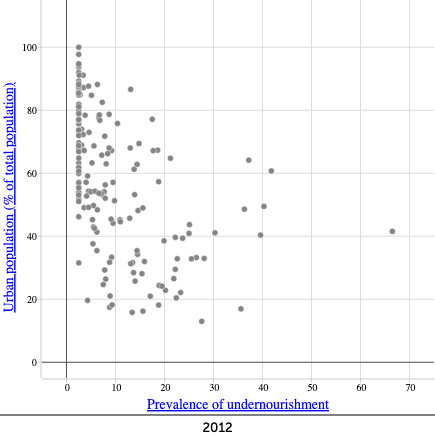 Urban population (% of total population)
100
80
60
40
20
0
0 10 20 30 40 50 60 70
Prevalence of undernourishment
2012